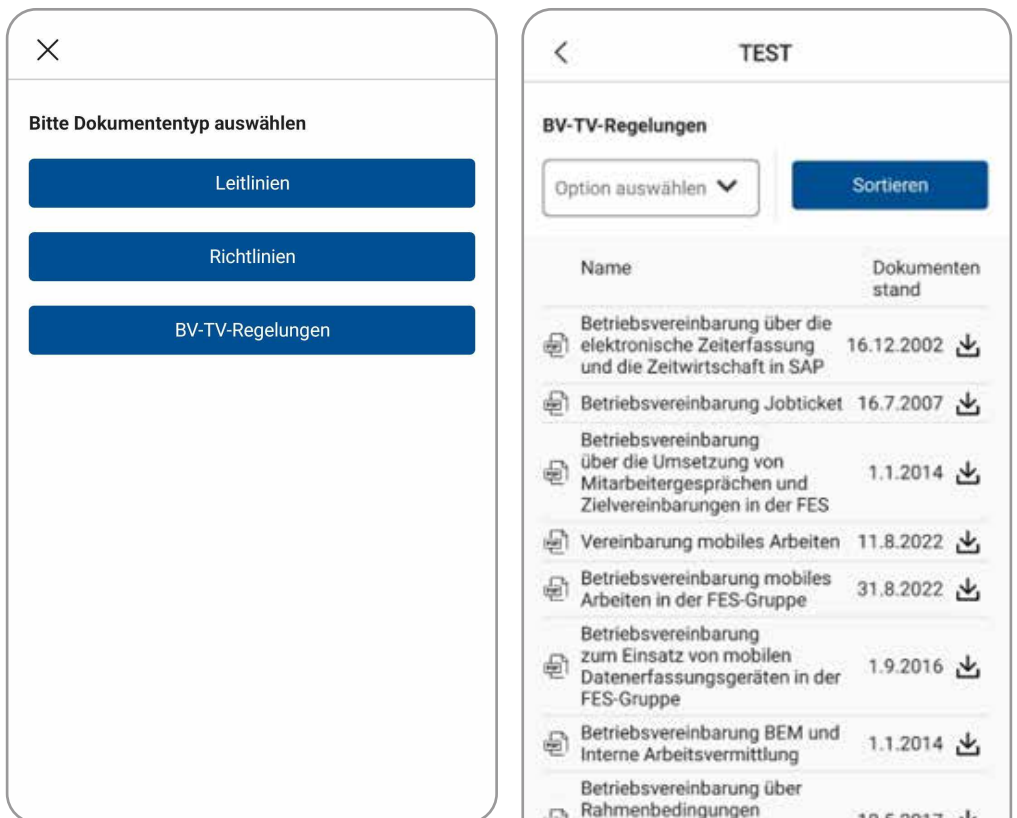 Bitte Dokumententyp auswählen
Leitlinien
Richtlinien
BV-TV-Regelungen
TEST
BV-TV-Regelungen
Option auswählen
Sortieren
Name
Dokumenten
stand
Betriebsvereinbarung über die
elektronische Zeiterfassung
und die Zeitwirtschaft in SAP
16.12.2002
Betriebsvereinbarung Jobticket
16.7.2007
Betriebsvereinbarung
über die Umsetzung von
Mitarbeitergesprächen und
Zielvereinbarungen in der FES
1.1.2014
Vereinbarung mobiles Arbeiten
11.8.2022
Betriebsvereinbarung mobiles
Arbeiten in der FES-Gruppe
31.8.2022
Betriebsvereinbarung
zum Einsatz von mobilen
Datenerfassungsgeräten in der
FES-Gruppe
1.9.2016
Betriebsvereinbarung BEM und
Interne Arbeitsvermittlung
1.1.2014
Betriebsvereinbarung über
Rahmenbedingungen